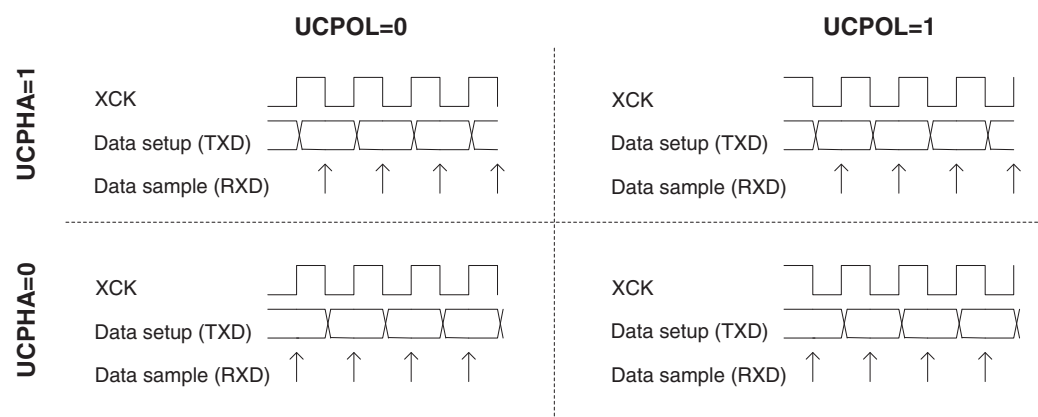 UCPOL=0
UCPOL=1
UCPHA=1
XCK
Data setup (TXD)
Data sample (RXD)
XCK
Data setup (TXD)
Data sample (RXD)
UCPHA=0
XCK
Data setup (TXD)
Data sample (RXD)
XCK
Data setup (TXD)
Data sample (RXD)